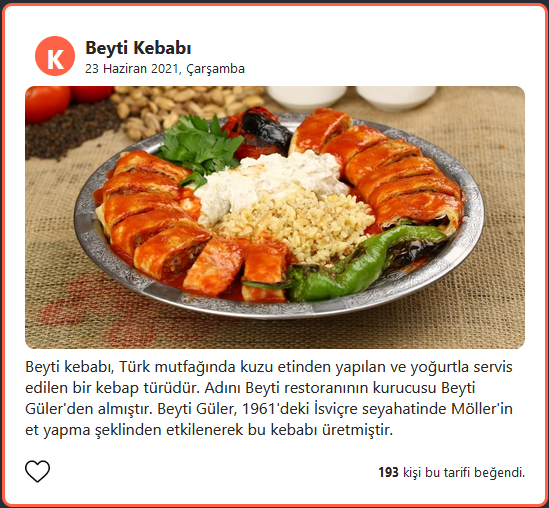 K
Beyti Kebabı
23 Haziran 2021, Çarşamba
Beyti kebabı, Türk mutfağında kuzu etinden yapılan ve yoğurtla servis
edilen bir kebap türüdür. Adını Beyti restoranının kurucusu Beyti
Güler'den almıştır. Beyti Güler, 1961'deki İsviçre seyahatinde Möller'in
et yapma şeklinden etkilenerek bu kebabı üretmiştir.
193 kişi bu tarifi beğendi.